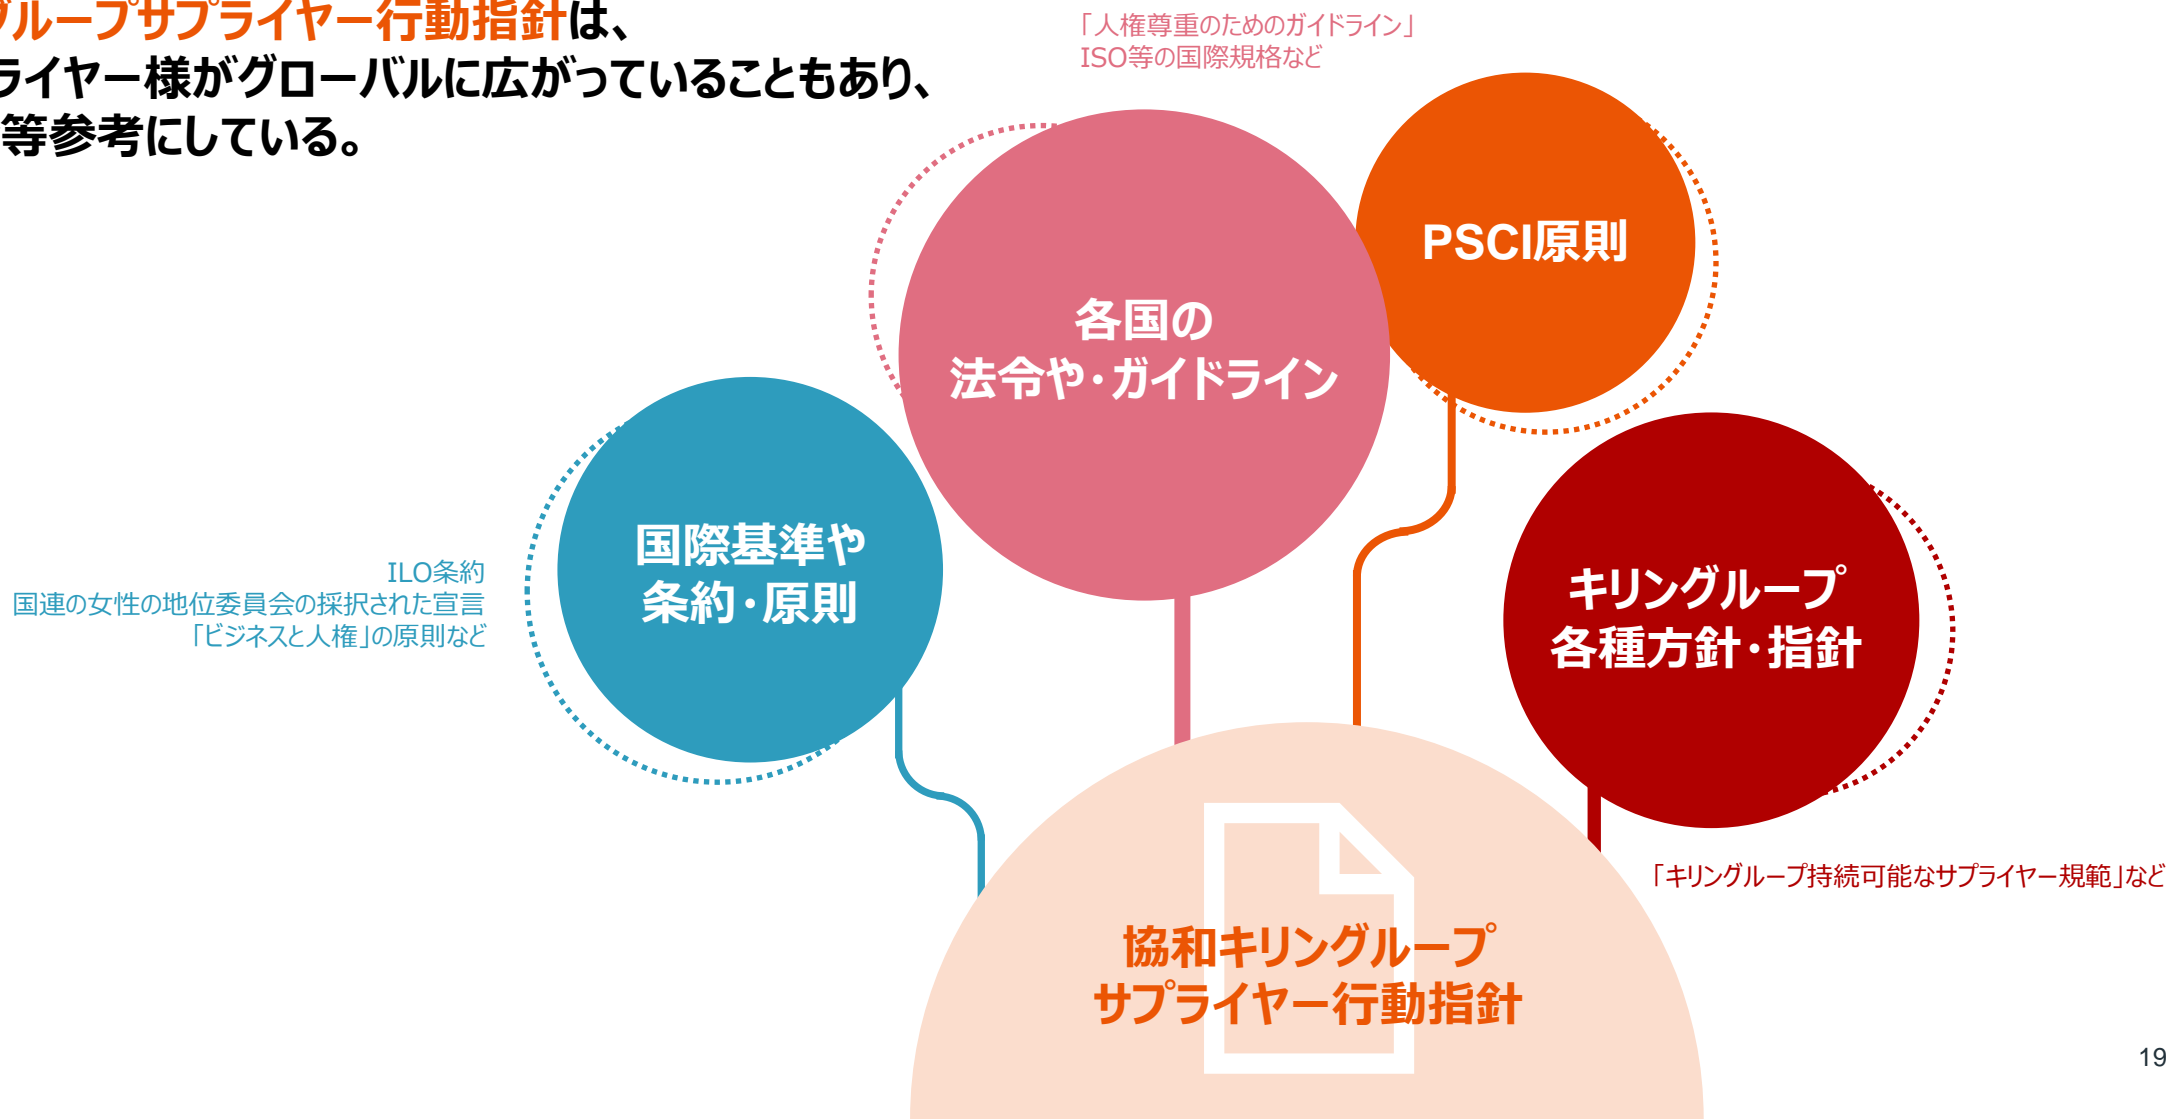 グループサプライヤー行動指針は、
ライヤー様がグローバルに広がっていることもあり、
等参考にしている。
「人権尊重のためのガイドライン」
ISO等の国際規格など
PSCI原則
各国の
法令や・ガイドライン
国際基準や
条約・原則
ILO条約
国連の女性の地位委員会の採択された宣言
「ビジネスと人権」の原則など
キリングループ
各種方針・指針
「キリングループ持続可能なサプライヤー規範」など
協和キリングループ
サプライヤー行動指針
19